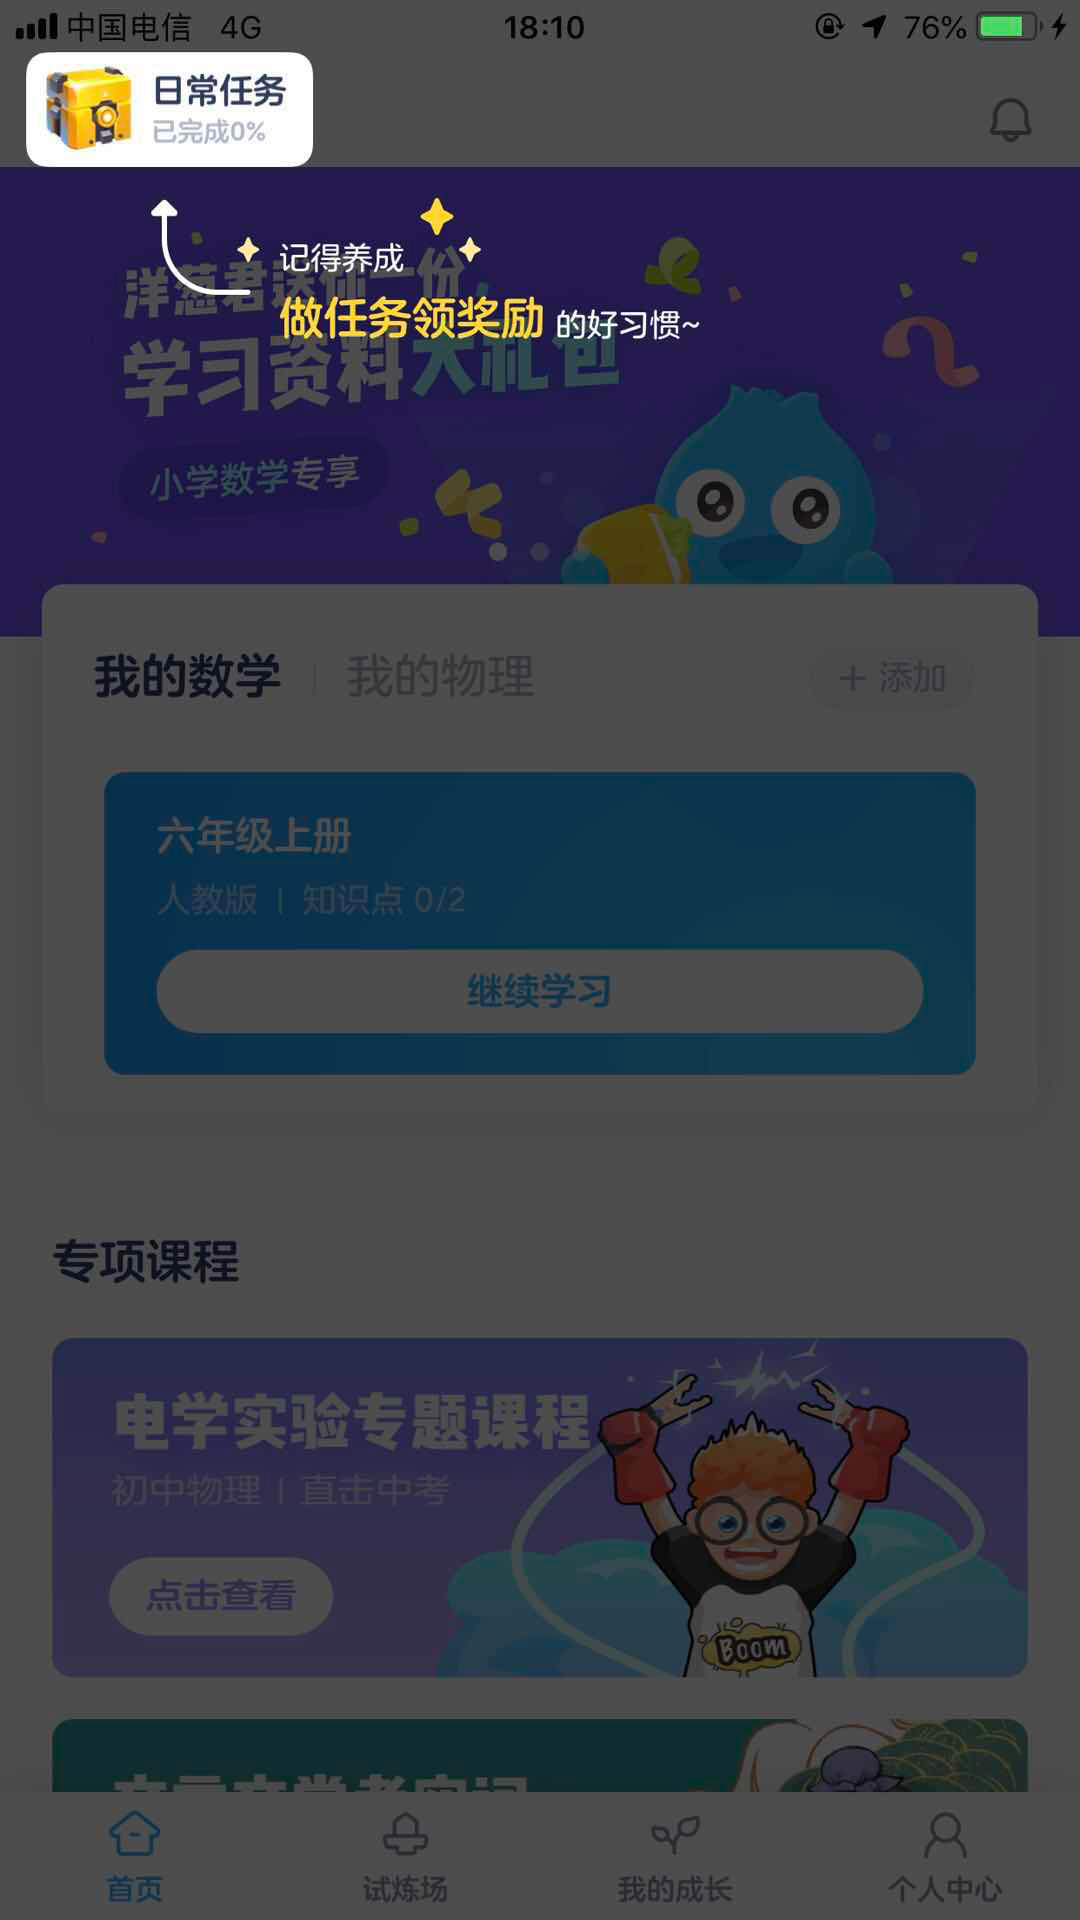 中国电信 4G 18:10 76%
日常任务
已完成0%
记得养成
洋葱君送你一份
做任务领奖励 的好习惯~
学习资料大礼包
小学数学专享
我的数学 我的物理 + 添加
六年级上册
人教版 | 知识点 0/2
继续学习
专项课程
电学实验专题课程
初中物理 | 直击中考
点击查看
Boom
首页 试炼场 我的成长 个人中心